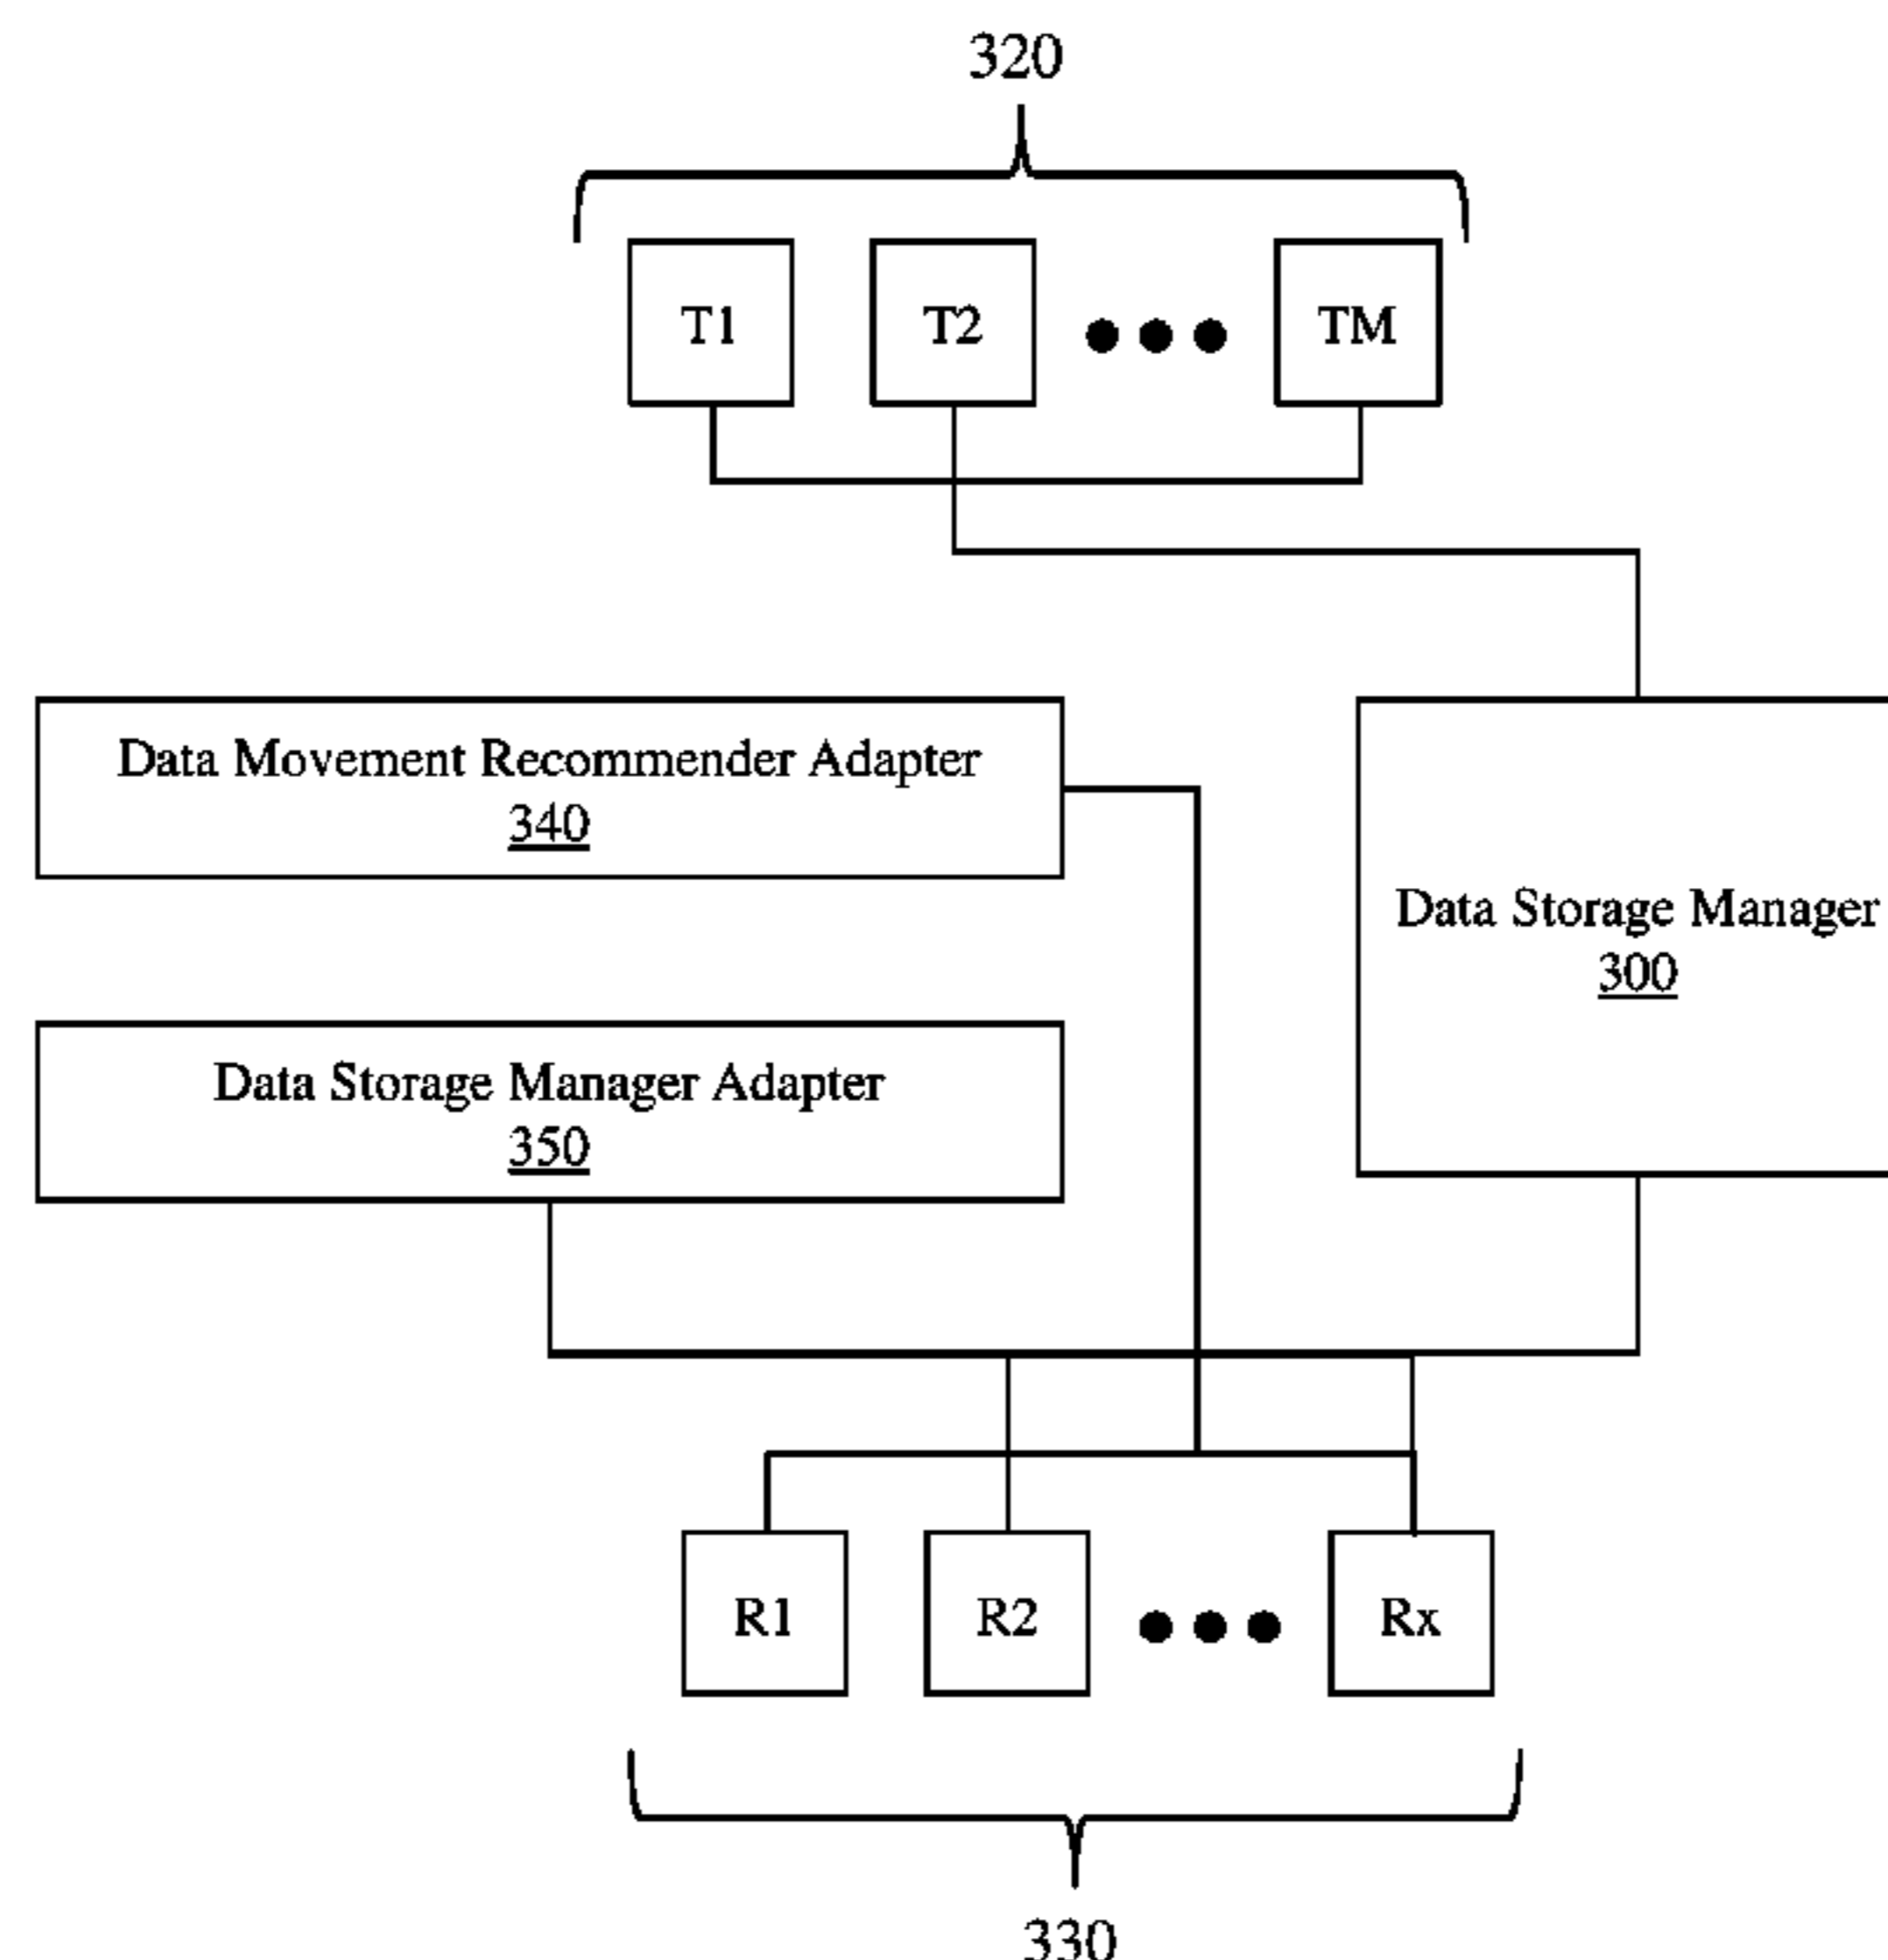 320
T1
T2
TM
Data Movement Recommender Adapter
340
Data Storage Manager
300
Data Storage Manager Adapter
350
R1
R2
Rx
330